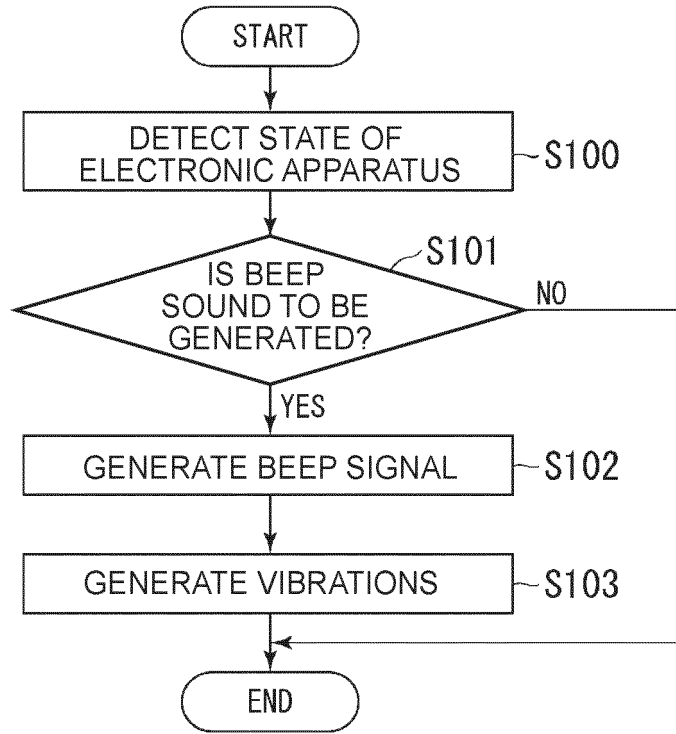 START
DETECT STATE OF
ELECTRONIC APPARATUS
S100
S101
IS BEEP
SOUND TO BE
GENERATED?
NO
YES
GENERATE BEEP SIGNAL
S102
GENERATE VIBRATIONS
S103
END